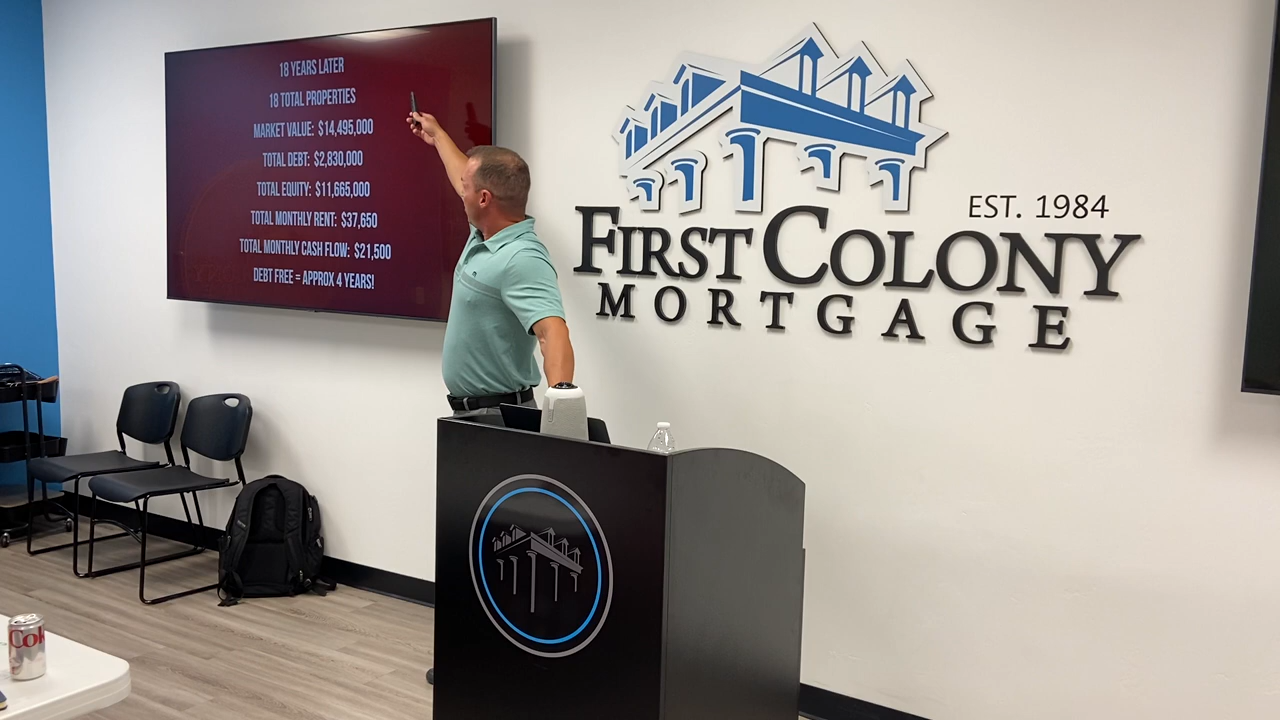 18 YEARS LATER
18 TOTAL PROPERTIES
MARKET VALUE: $14,495,000
TOTAL DEBT: $2,830,000
TOTAL EQUITY: $11,665,000
TOTAL MONTHLY RENT: $37,650
TOTAL MONTHLY CASH FLOW: $21,500
DEBT FREE = APPROX 4 YEARS!
EST. 1984
FIRST COLONY
MORTGAGE